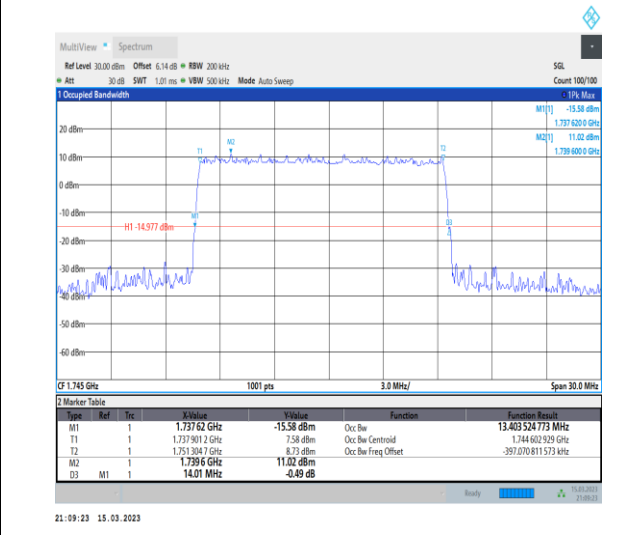 MultiView Spectrum
Ref Level 30.00 dBm Offset 6.14 dB RBW 200 kHz SGL
Att 30 dB SWT 1.01 ms VBW 500 kHz Mode Auto Sweep Count 100/100
1 Occupied Bandwidth 1Pk Max
M1[1] -15.58 dBm
1.737 620 0 GHz
20 dBm M2[1] 11.02 dBm
1.739 600 0 GHz
T1 M2 T2
10 dBm
0 dBm
-10 dBm
M1 D3
H1 -14.977 dBm
-20 dBm
-30 dBm
-40 dBm
-50 dBm
-60 dBm
CF 1.745 GHz 1001 pts 3.0 MHz/ Span 30.0 MHz
2 Marker Table
Type Ref Trc X-Value Y-Value Function Function Result
M1 1 1.737 62 GHz -15.58 dBm Occ Bw 13.403 524 773 MHz
T1 1 1.737 901 2 GHz 7.58 dBm Occ Bw Centroid 1.744 602 929 GHz
T2 1 1.751 304 7 GHz 8.73 dBm Occ Bw Freq Offset -397.070 811 573 kHz
M2 1 1.739 6 GHz 11.02 dBm
D3 M1 1 14.01 MHz -0.49 dB
Ready 15.03.2023
21:09:23
21:09:23 15.03.2023